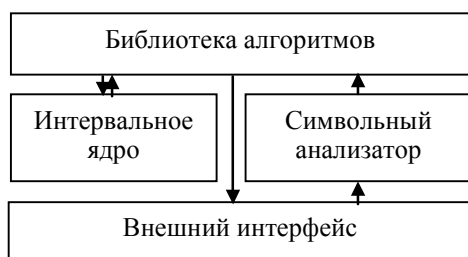 Библиотека алгоритмов
Интервальное
ядро
Символьный
анализатор
Внешний интерфейс